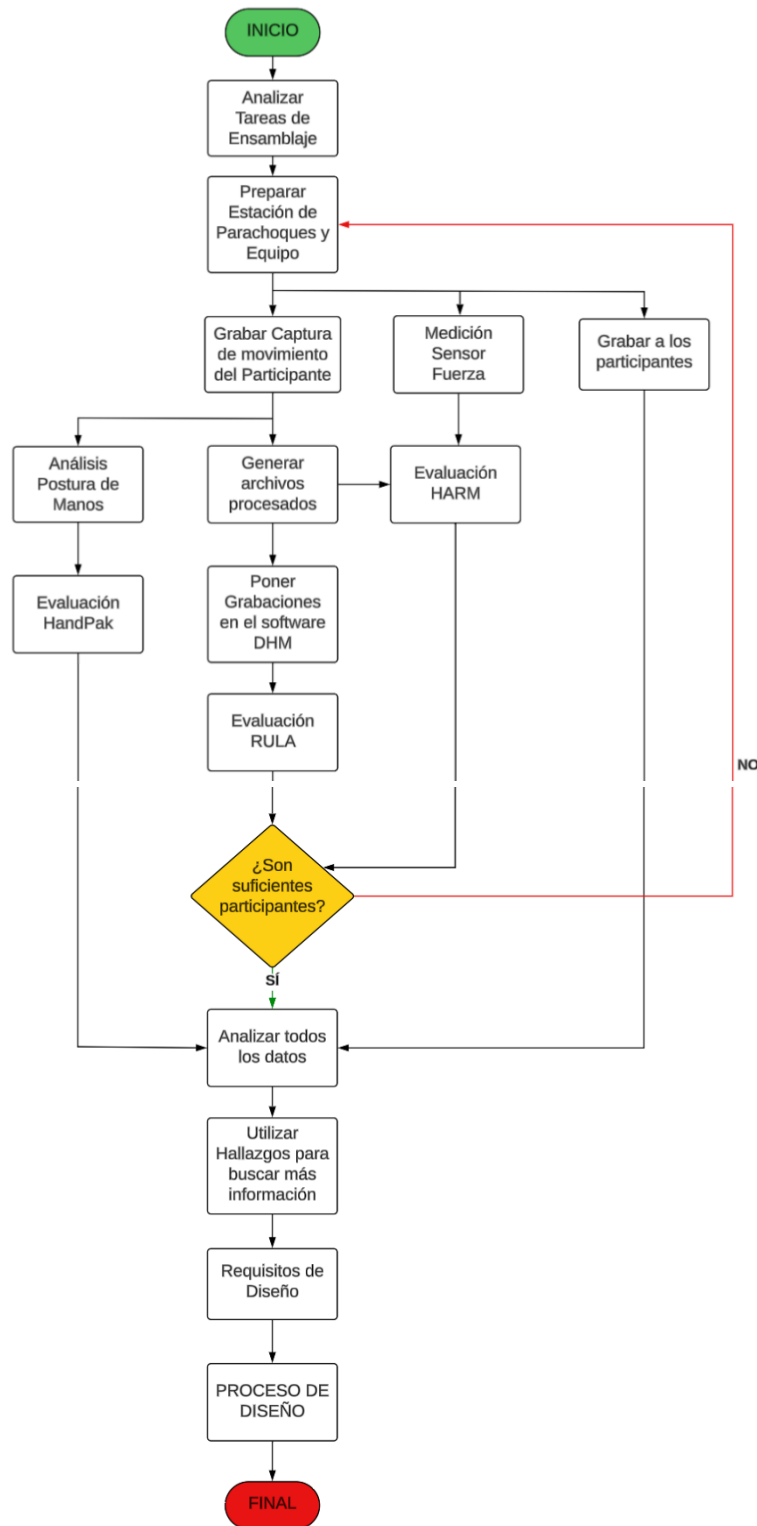 INICIO
Analizar
Tareas de
Ensamblaje
Preparar
Estación de
Parachoques y
Equipo
Grabar Captura
de movimiento
del Participante
Medición
Sensor
Fuerza
Grabar a los
participantes
Análisis
Postura de
Manos
Generar
archivos
procesados
Evaluación
HARM
Evaluación
HandPak
Poner
Grabaciones
en el software
DHM
Evaluación
RULA
NO
¿Son
suficientes
participantes?
SÍ
Analizar todos
los datos
Utilizar
Hallazgos para
buscar más
información
Requisitos de
Diseño
PROCESO DE
DISEÑO
FINAL